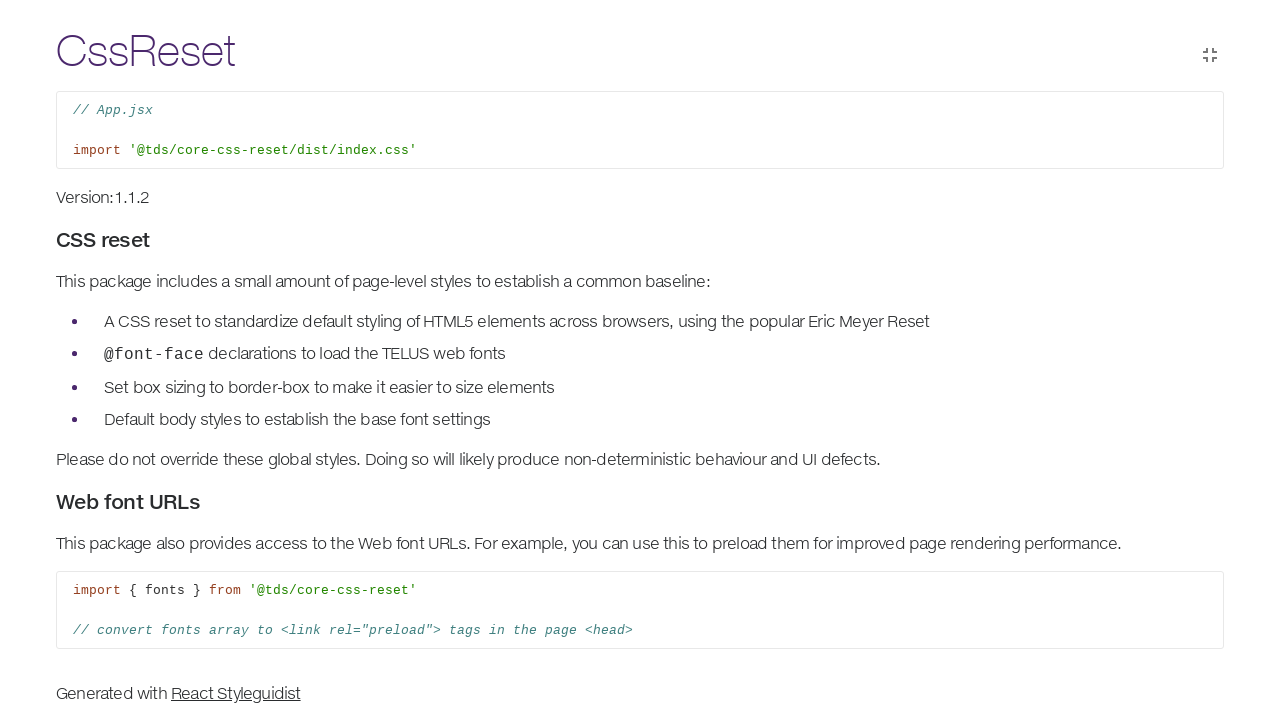 CssReset
// App.jsx
import '@tds/core-css-reset/dist/index.css'
Version:1.1.2
CSS reset
This package includes a small amount of page-level styles to establish a common baseline:
A CSS reset to standardize default styling of HTML5 elements across browsers, using the popular Eric Meyer Reset
@font-face declarations to load the TELUS web fonts
Set box sizing to border-box to make it easier to size elements
Default body styles to establish the base font settings
Please do not override these global styles. Doing so will likely produce non-deterministic behaviour and UI defects.
Web font URLs
This package also provides access to the Web font URLs. For example, you can use this to preload them for improved page rendering performance.
import { fonts } from '@tds/core-css-reset'
// convert fonts array to <link rel="preload"> tags in the page <head>
Generated with React Styleguidist